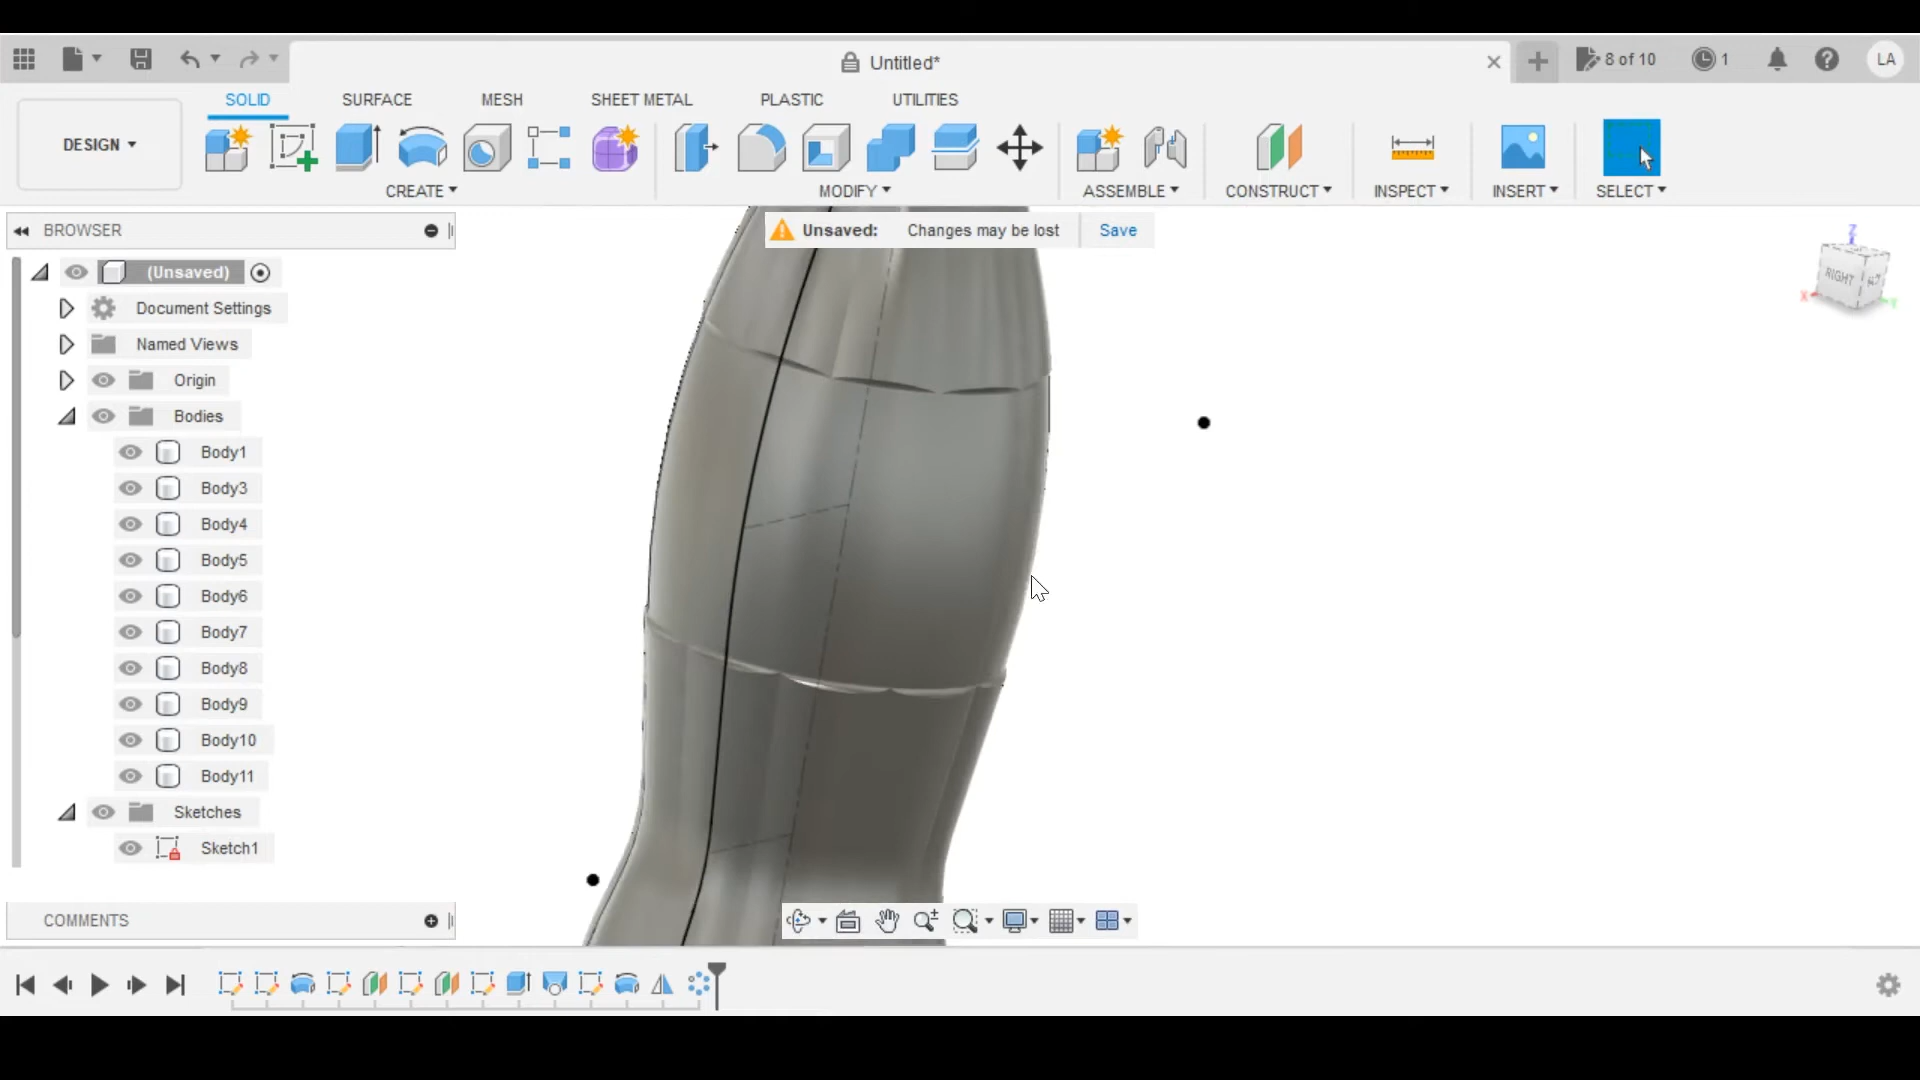 Untitled*
8 of 10
1
LA
DESIGN
SOLID
SURFACE
MESH
SHEET METAL
PLASTIC
UTILITIES
CREATE
MODIFY
ASSEMBLE
CONSTRUCT
INSPECT
INSERT
SELECT
BROWSER
Unsaved: Changes may be lost
Save
(Unsaved)
Document Settings
Named Views
Origin
Bodies
Body1
Body3
Body4
Body5
Body6
Body7
Body8
Body9
Body10
Body11
Sketches
Sketch1
COMMENTS
Z
RIGHT
X
Y